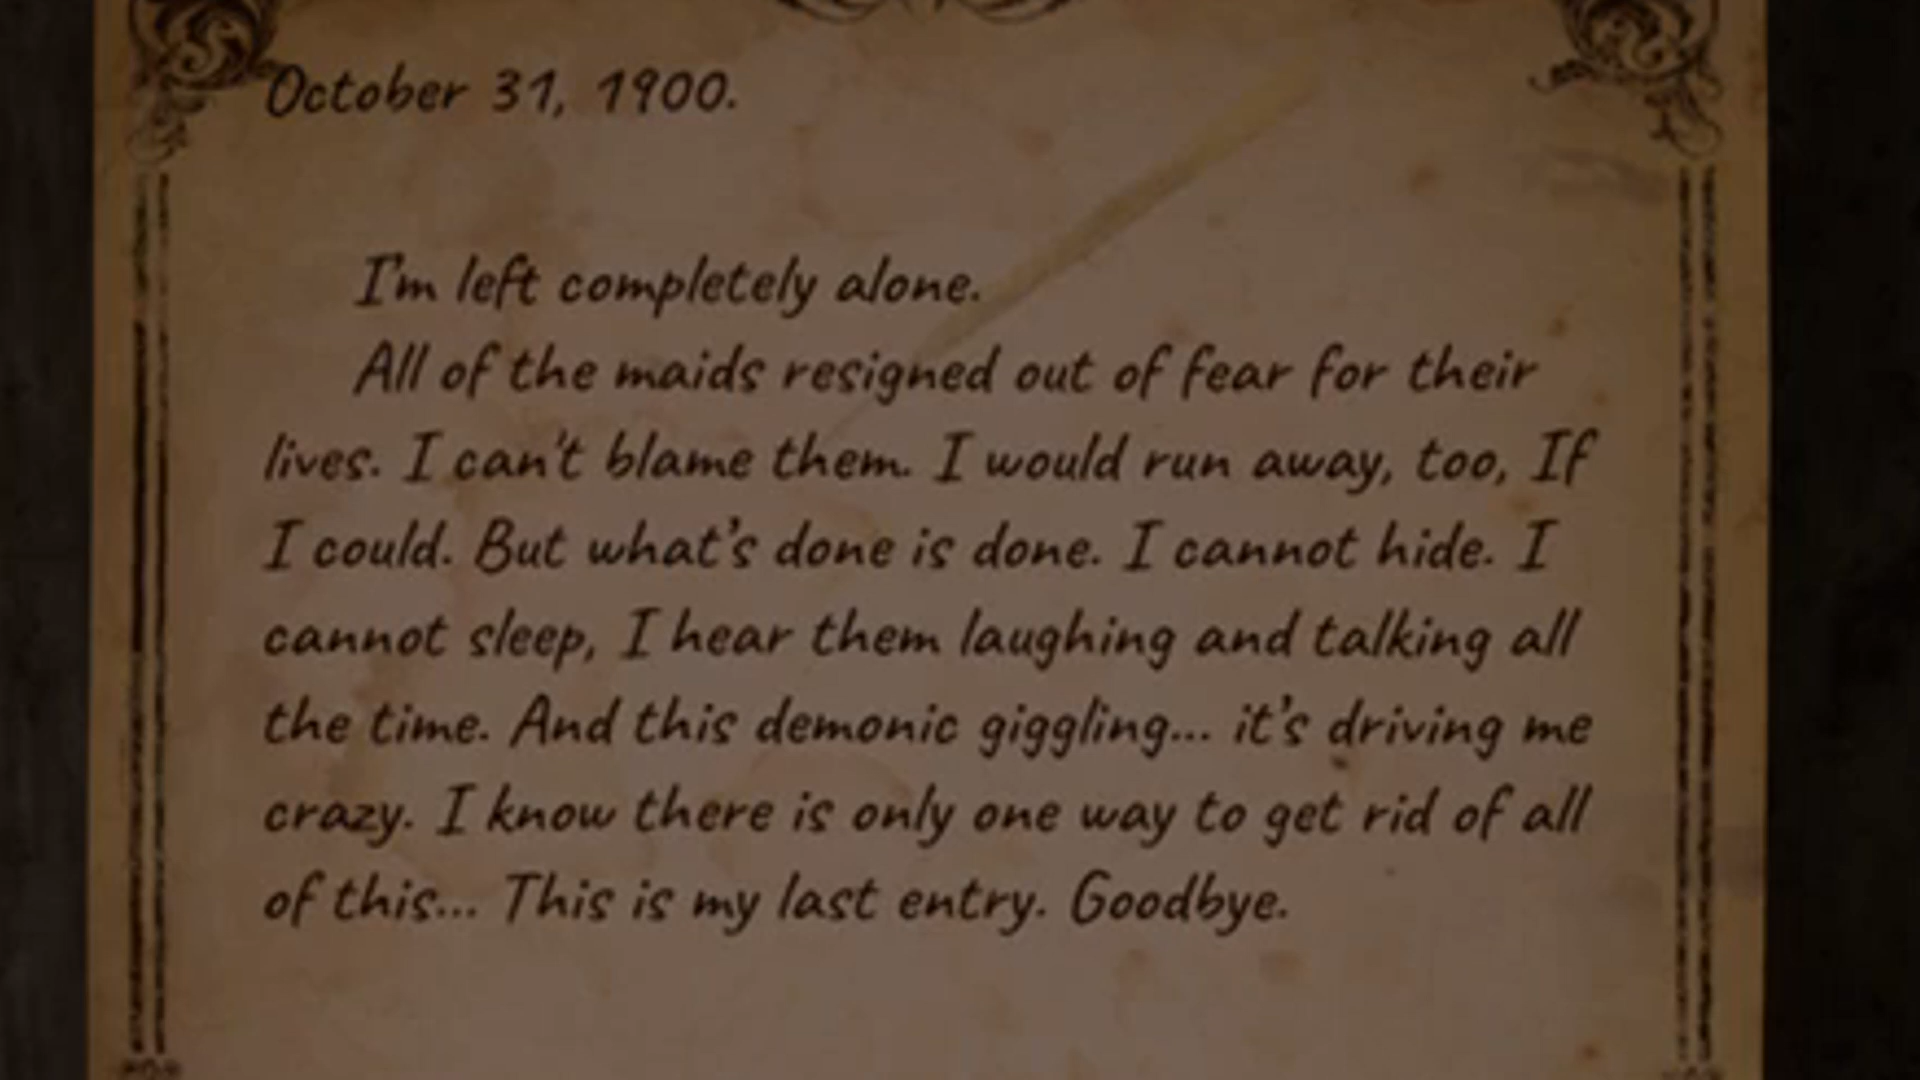 October 31, 1900.
I'm left completely alone.
All of the maids resigned out of fear for their
lives. I can't blame them. I would run away, too, If
I could. But what's done is done. I cannot hide. I
cannot sleep, I hear them laughing and talking all
the time. And this demonic giggling... it's driving me
crazy. I know there is only one way to get rid of all
of this... This is my last entry. Goodbye.